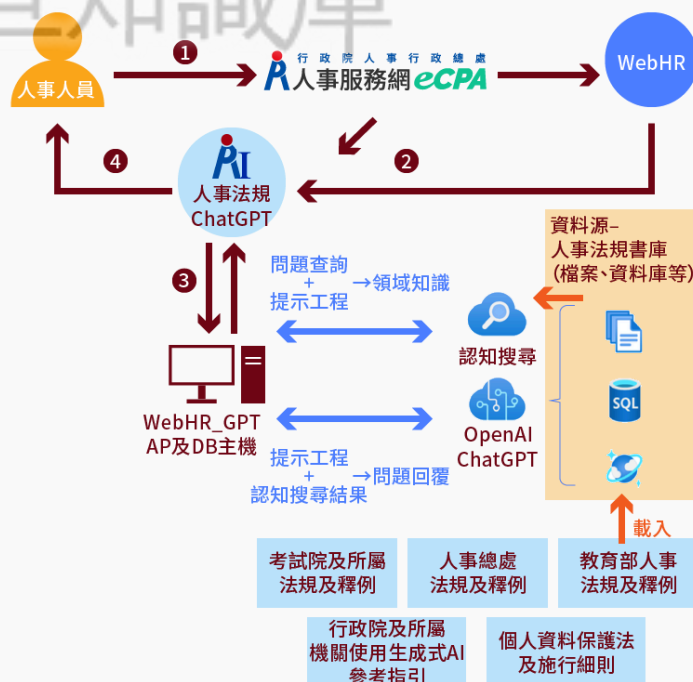 知識庫
人事人員
1
行政院人事行政總處
人事服務網eCPA
WebHR
4
人事法規
ChatGPT
2
資料源–
人事法規書庫
(檔案、資料庫等)
3
問題查詢
+
提示工程
→領域知識
認知搜尋
SQL
WebHR_GPT
AP及DB主機
OpenAI
ChatGPT
提示工程
+
認知搜尋結果
→問題回覆
載入
考試院及所屬
法規及釋例
人事總處
法規及釋例
教育部人事
法規及釋例
行政院及所屬
機關使用生成式AI
參考指引
個人資料保護法
及施行細則